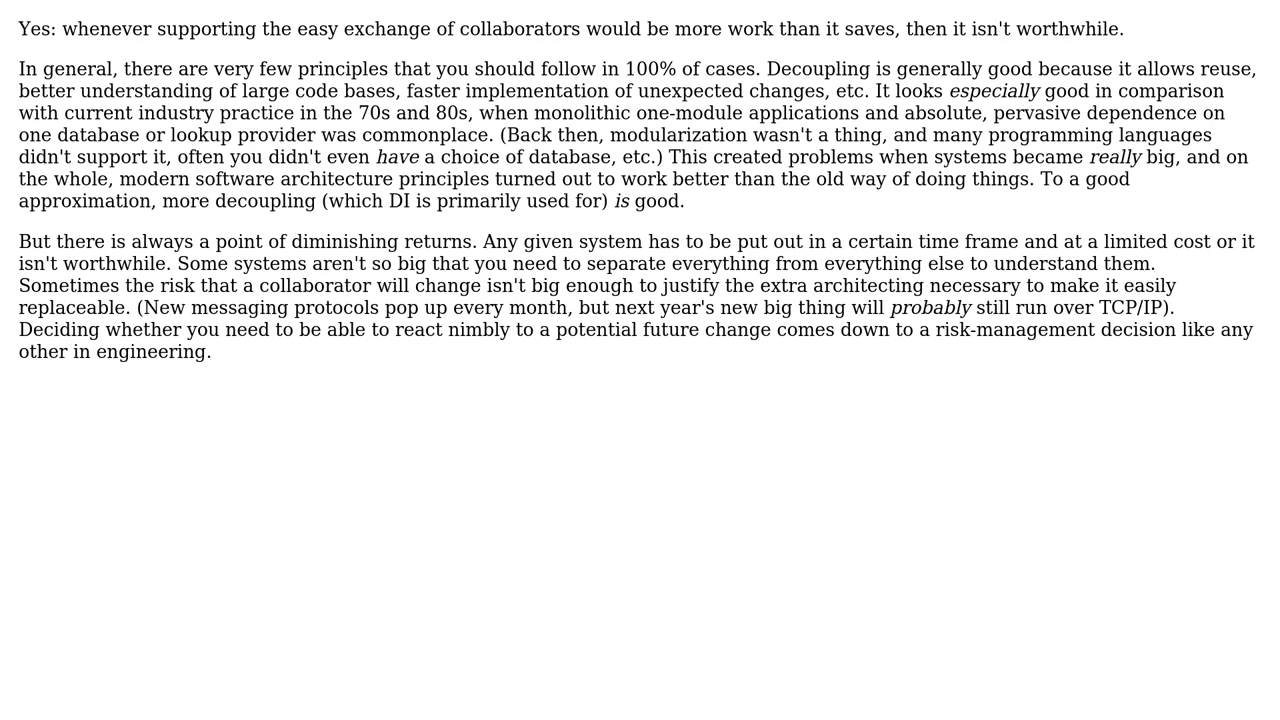 Yes: whenever supporting the easy exchange of collaborators would be more work than it saves, then it isn't worthwhile.
In general, there are very few principles that you should follow in 100% of cases. Decoupling is generally good because it allows reuse,
better understanding of large code bases, faster implementation of unexpected changes, etc. It looks especially good in comparison
with current industry practice in the 70s and 80s, when monolithic one-module applications and absolute, pervasive dependence on
one database or lookup provider was commonplace. (Back then, modularization wasn't a thing, and many programming languages
didn't support it, often you didn't even have a choice of database, etc.) This created problems when systems became really big, and on
the whole, modern software architecture principles turned out to work better than the old way of doing things. To a good
approximation, more decoupling (which DI is primarily used for) is good.
But there is always a point of diminishing returns. Any given system has to be put out in a certain time frame and at a limited cost or it
isn't worthwhile. Some systems aren't so big that you need to separate everything from everything else to understand them.
Sometimes the risk that a collaborator will change isn't big enough to justify the extra architecting necessary to make it easily
replaceable. (New messaging protocols pop up every month, but next year's new big thing will probably still run over TCP/IP).
Deciding whether you need to be able to react nimbly to a potential future change comes down to a risk-management decision like any
other in engineering.